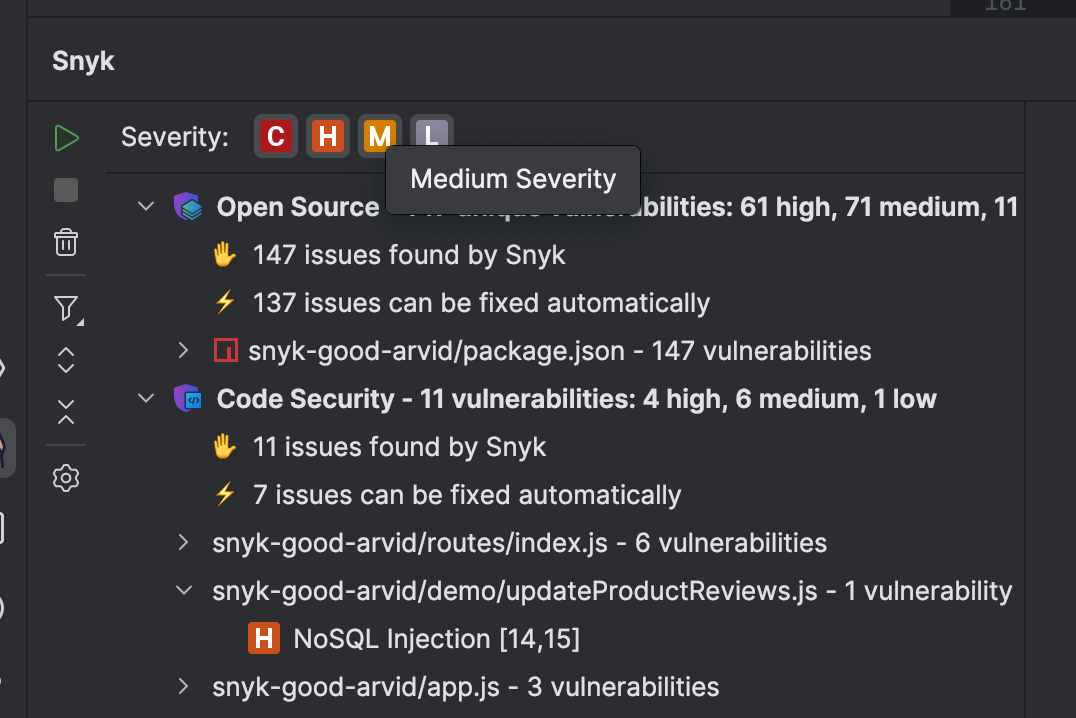 Snyk
Severity: C H M L
Medium Severity
Open Source vulnerabilities: 61 high, 71 medium, 11
147 issues found by Snyk
137 issues can be fixed automatically
snyk-good-arvid/package.json - 147 vulnerabilities
Code Security - 11 vulnerabilities: 4 high, 6 medium, 1 low
11 issues found by Snyk
7 issues can be fixed automatically
snyk-good-arvid/routes/index.js - 6 vulnerabilities
snyk-good-arvid/demo/updateProductReviews.js - 1 vulnerability
H NoSQL Injection [14,15]
snyk-good-arvid/app.js - 3 vulnerabilities